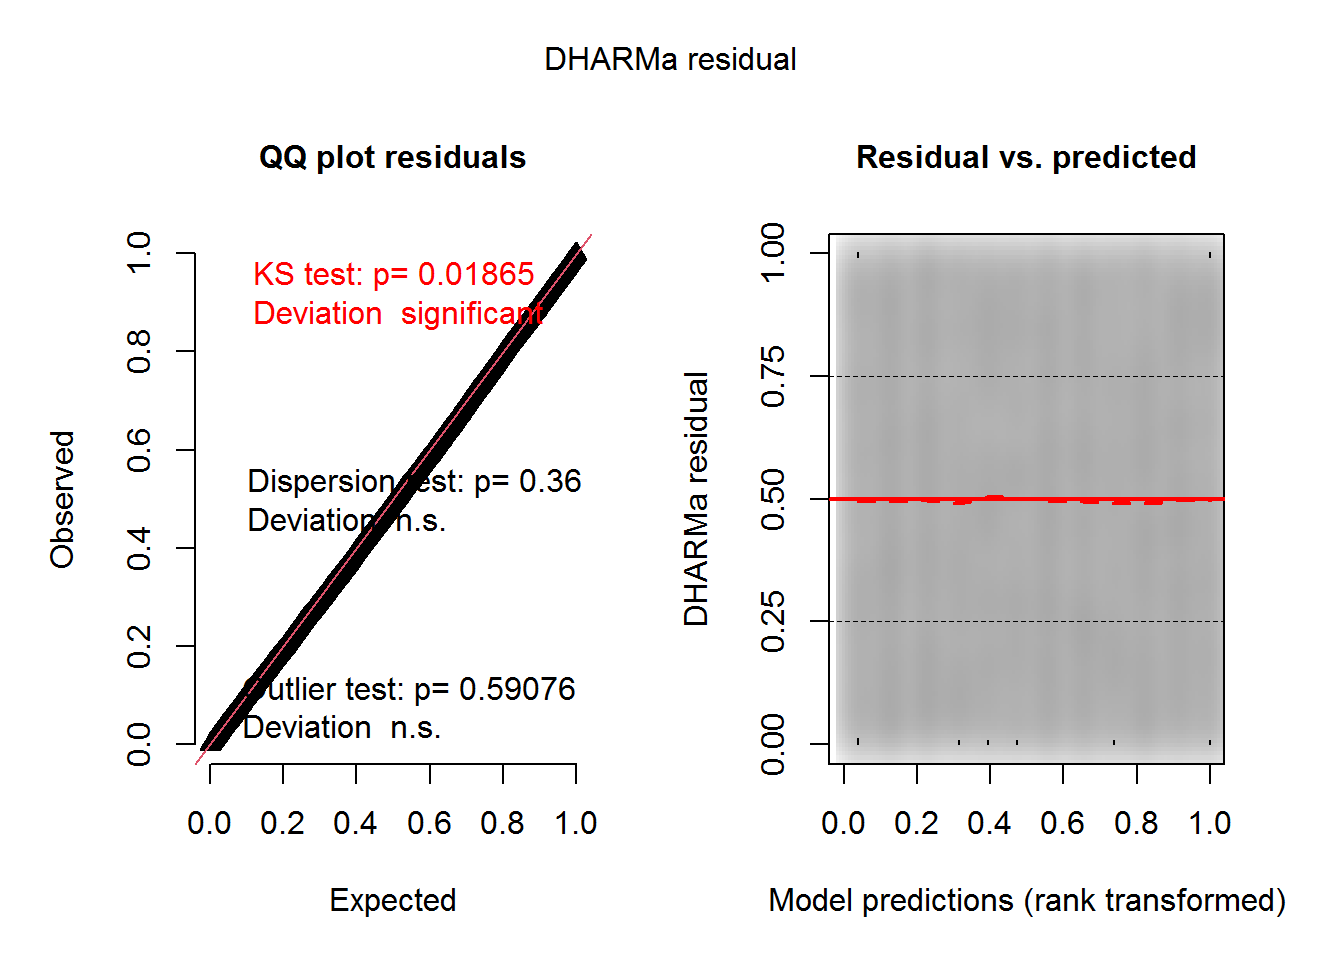 DHARMa residual
QQ plot residuals
KS test: p= 0.01865
Deviation  significant
Dispersion test: p= 0.36
Deviation  n.s.
Outlier test: p= 0.59076
Deviation  n.s.
Observed
0.0 0.2 0.4 0.6 0.8 1.0
0.0 0.2 0.4 0.6 0.8 1.0
Expected
Residual vs. predicted
DHARMa residual
0.00 0.25 0.50 0.75 1.00
0.0 0.2 0.4 0.6 0.8 1.0
Model predictions (rank transformed)